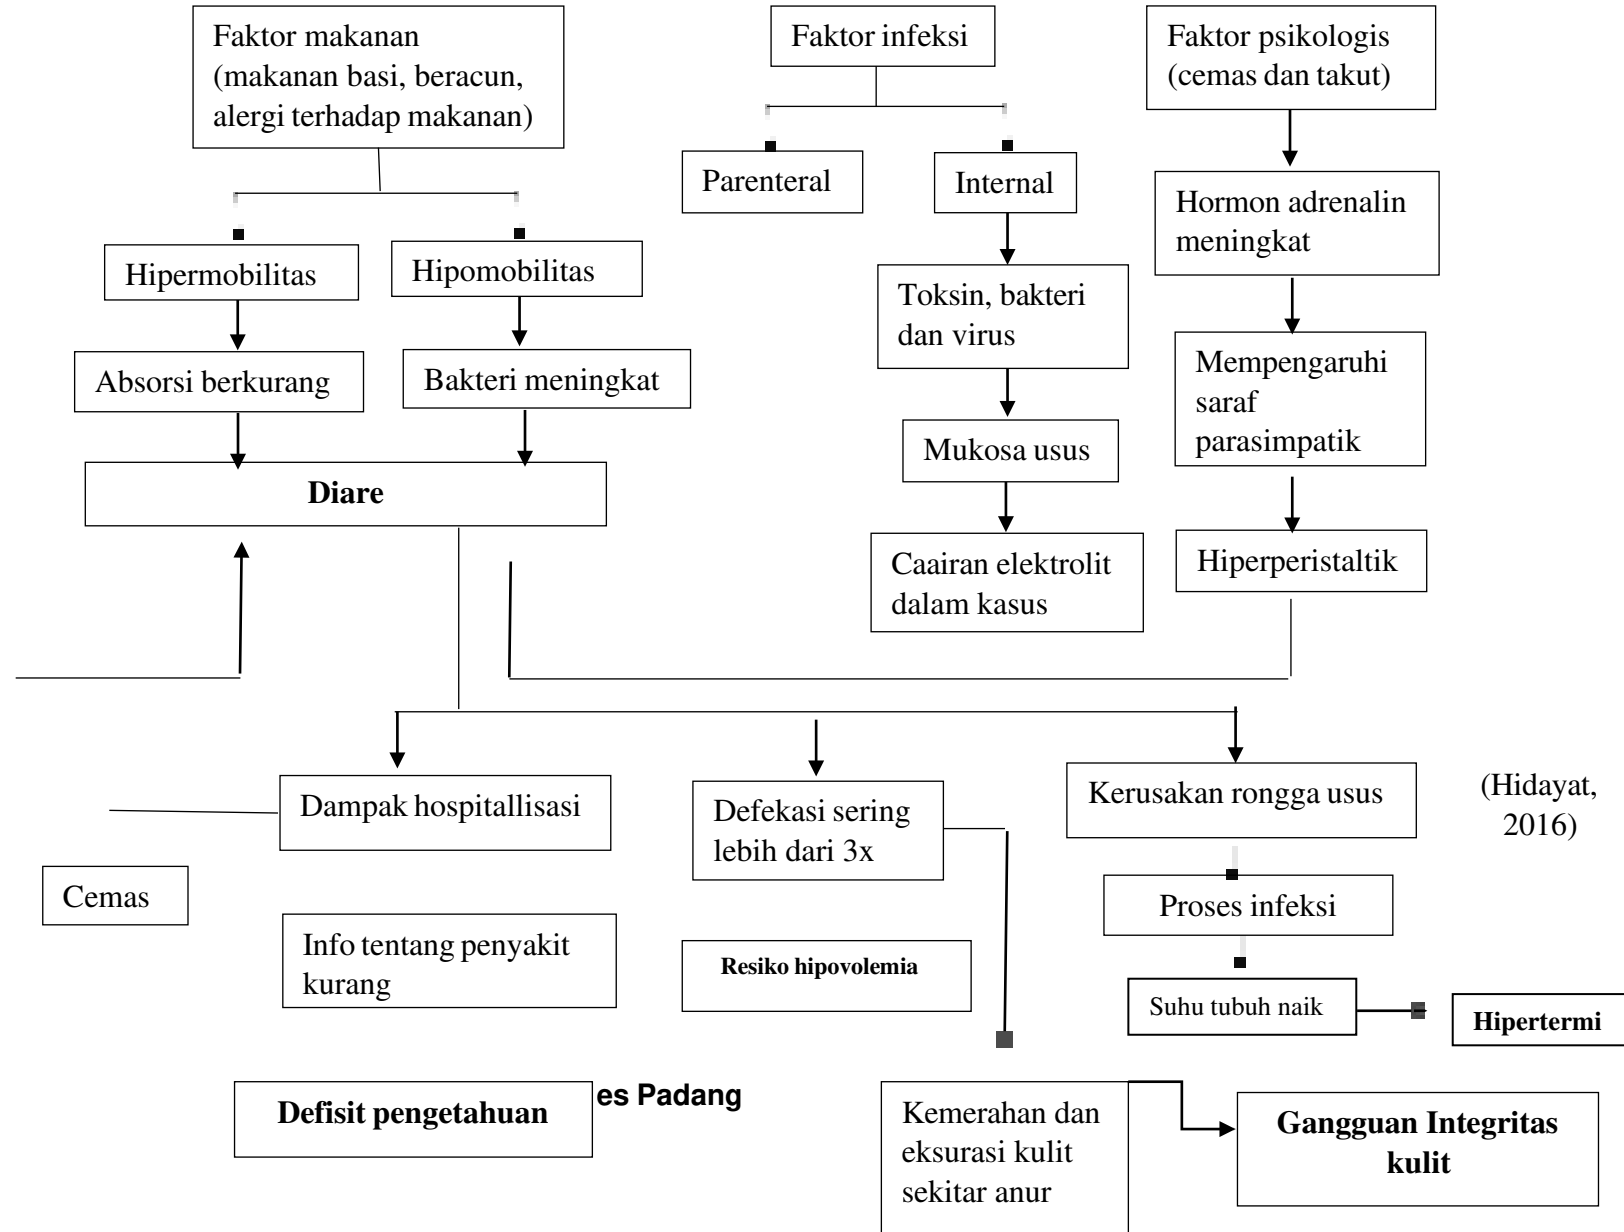 Faktor makanan
(makanan basi, beracun,
alergi terhadap makanan)
Faktor infeksi
Faktor psikologis
(cemas dan takut)
Parenteral
Internal
Hormon adrenalin
meningkat
Hipermobilitas
Hipomobilitas
Toksin, bakteri
dan virus
Absorsi berkurang
Bakteri meningkat
Mempengaruhi
saraf
parasimpatik
Mukosa usus
Diare
Caairan elektrolit
dalam kasus
Hiperperistaltik
Dampak hospitallisasi
Defekasi sering
lebih dari 3x
Kerusakan rongga usus
(Hidayat,
2016)
Cemas
Info tentang penyakit
kurang
Resiko hipovolemia
Proses infeksi
Suhu tubuh naik
Hipertermi
Defisit pengetahuan
es Padang
Kemerahan dan
eksurasi kulit
sekitar anur
Gangguan Integritas
kulit